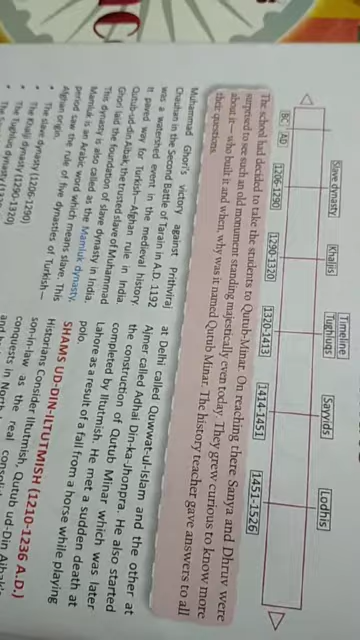 Timeline
Slave dynasty
Khaljis
Tughluqs
Sayyids
Lodhis
BC AD
1206-1290
1290-1320
1320-1413
1414-1451
1451-1526
The school had decided to take the students to Qutub-Minar. On reaching there Sanya and Dhruv were
surprised to see such an old monument standing majestically even today. They grew curious to know more
about it— who built it and when, why was it named Qutub Minar. The history teacher gave answers to all
their questions.
Muhammad Ghori's victory against Prithviraj
Chauhan in the Second Battle of Tarain in A.D. 1192
was a watershed event in the medieval history.
It paved way for Turkish—Afghan rule in India.
Qutub-ud-din Aibak, the trusted slave of Muhammad
Ghori laid the foundation of slave dynasty in India.
This dynasty is also called as the Mamluk dynasty.
Mamluk is an Arabic word which means slave. This
period saw the rule of five dynasties of Turkish—
Afghan origin.
• The slave dynasty (1206-1290)
• The Khalji dynasty (1290-1320)
• The Tughluq dynasty
at Delhi called Quwwat-ul-Islam and the other at
Ajmer called Adhai Din-ka-Jhonpra. He also started
the construction of Qutub Minar which was later
completed by Iltutmish. He met a sudden death at
Lahore as a result of a fall from a horse while playing
polo.
SHAMS UD-DIN-ILTUTMISH (1210-1236 A.D.)
Historians consider Iltutmish, Qutub ud-Din Aibak's
son-in-law as the real
conquests in North